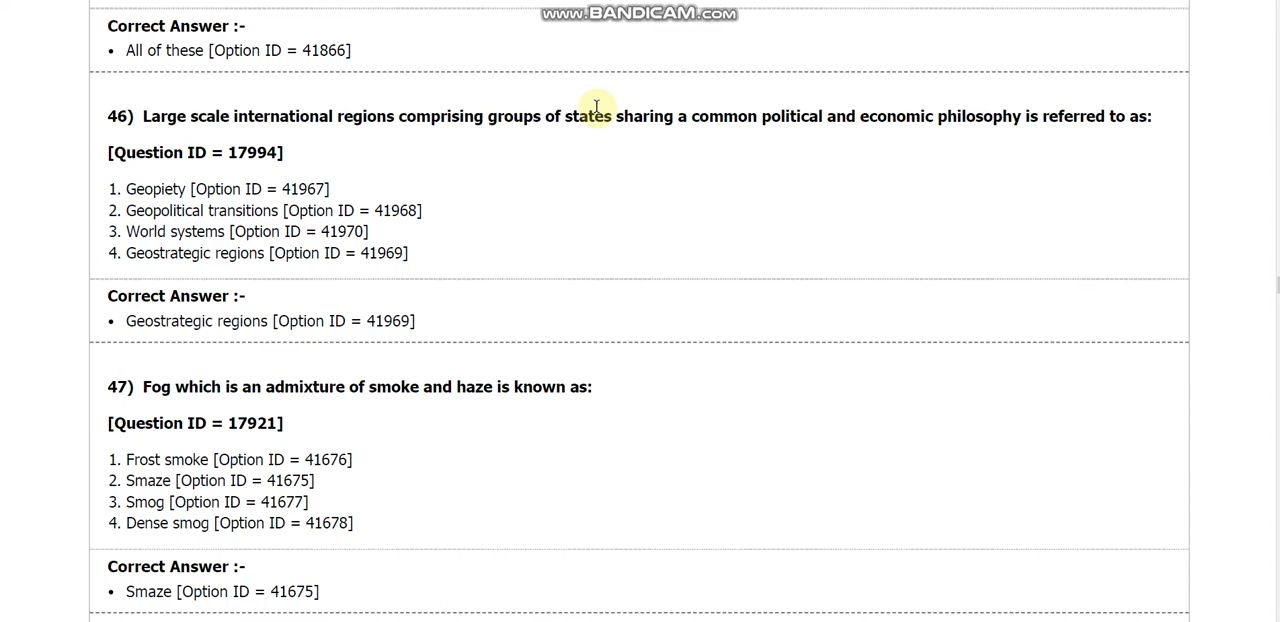 www.BANDICAM.com
Correct Answer :-
• All of these [Option ID = 41866]
46) Large scale international regions comprising groups of states sharing a common political and economic philosophy is referred to as:
[Question ID = 17994]
1. Geopiety [Option ID = 41967]
2. Geopolitical transitions [Option ID = 41968]
3. World systems [Option ID = 41970]
4. Geostrategic regions [Option ID = 41969]
Correct Answer :-
• Geostrategic regions [Option ID = 41969]
47) Fog which is an admixture of smoke and haze is known as:
[Question ID = 17921]
1. Frost smoke [Option ID = 41676]
2. Smaze [Option ID = 41675]
3. Smog [Option ID = 41677]
4. Dense smog [Option ID = 41678]
Correct Answer :-
• Smaze [Option ID = 41675]